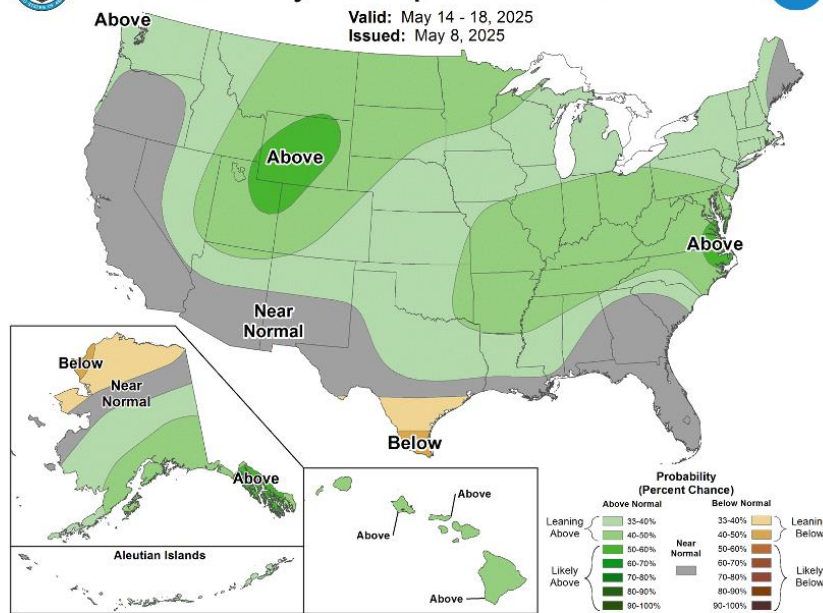 Valid: May 14 - 18, 2025
Issued: May 8, 2025
Above
Above
Above
Near
Normal
Below
Below
Near
Normal
Above
Aleutian Islands
Above
Above
Above
Probability
(Percent Chance)
Above Normal
Below Normal
Leaning
Above
33-40%
40-50%
Likely
Above
50-60%
60-70%
70-80%
80-90%
90-100%
Near
Normal
33-40%
40-50%
50-60%
60-70%
70-80%
80-90%
90-100%
Leaning
Below
Likely
Below